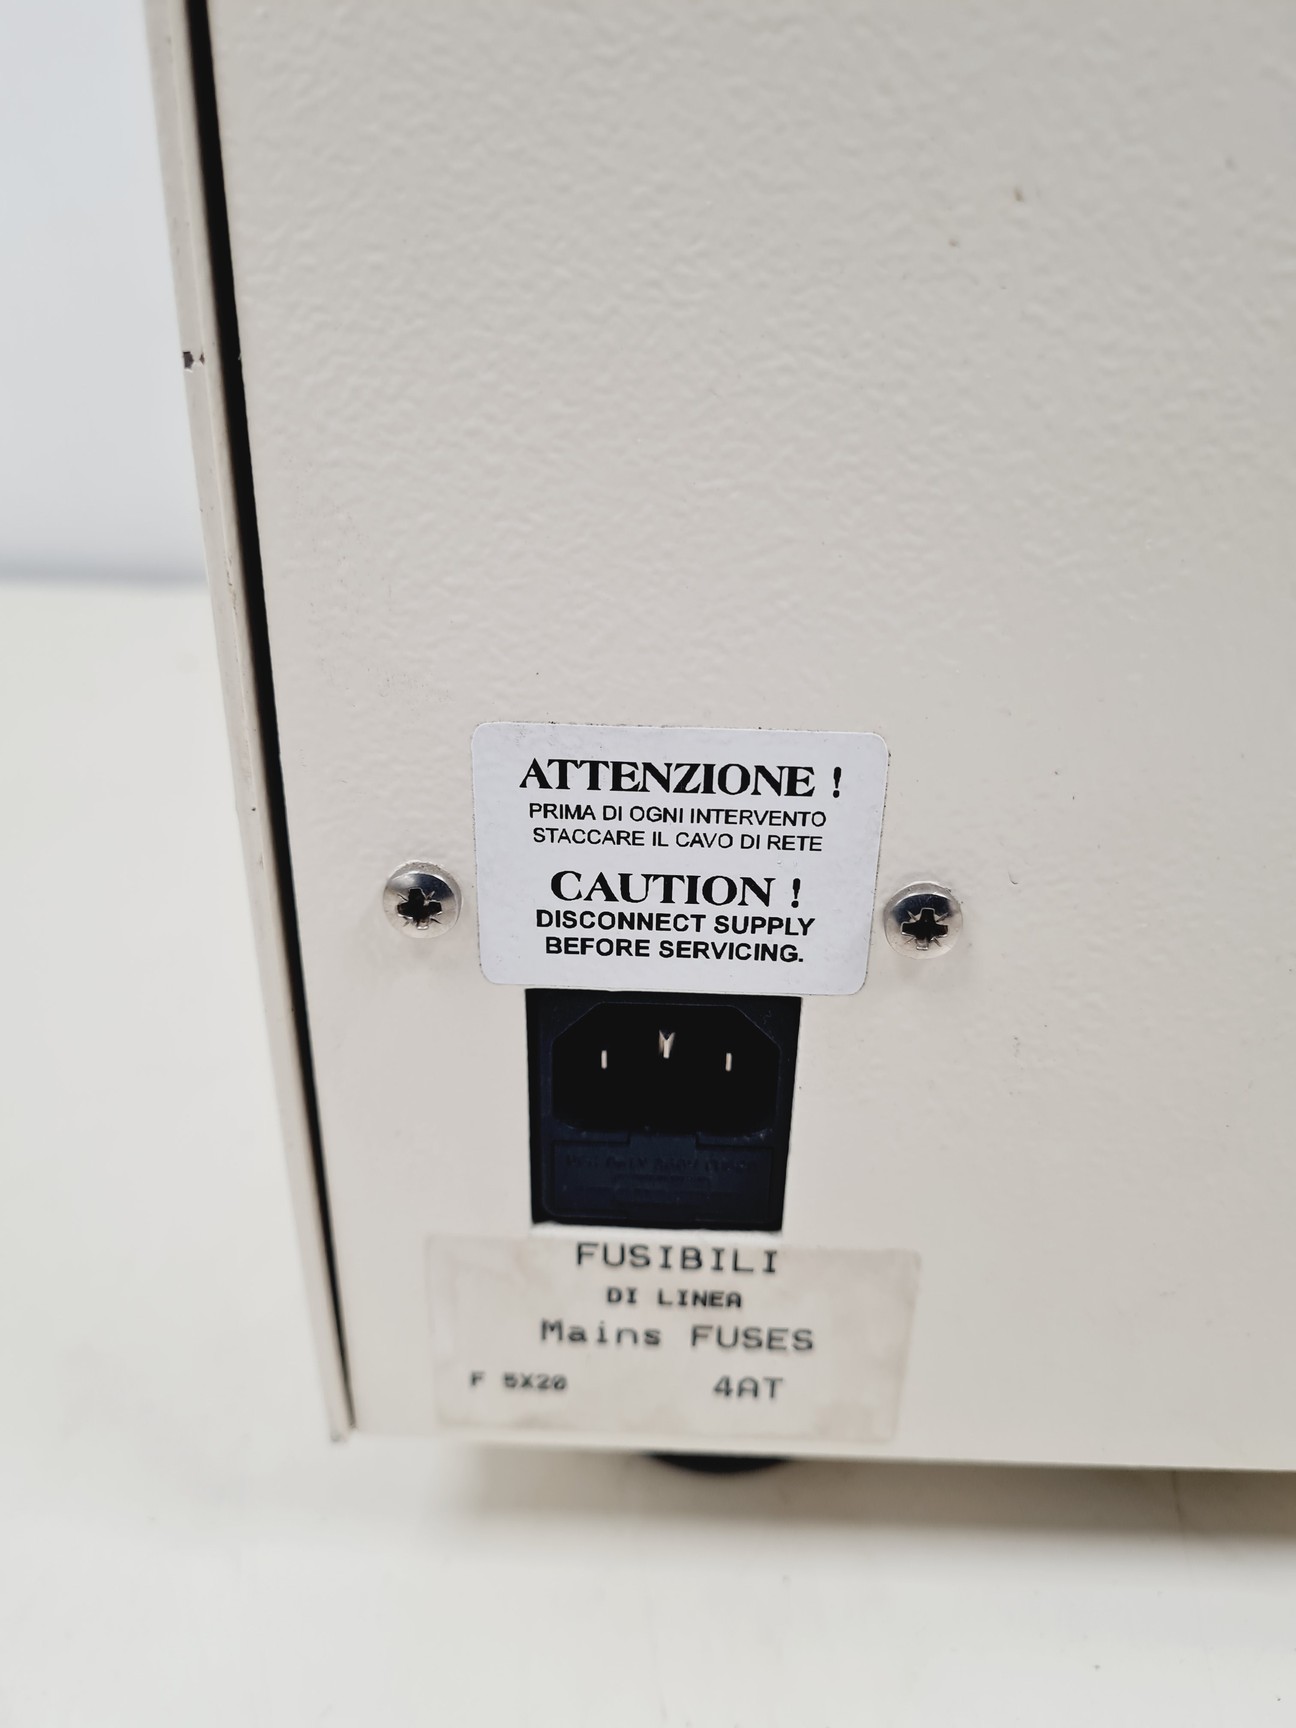 ATTENZIONE !
PRIMA DI OGNI INTERVENTO
STACCARE IL CAVO DI RETE
CAUTION !
DISCONNECT SUPPLY
BEFORE SERVICING.
FUSIBILI
DI LINEA
Mains FUSES
F 5X20 4AT